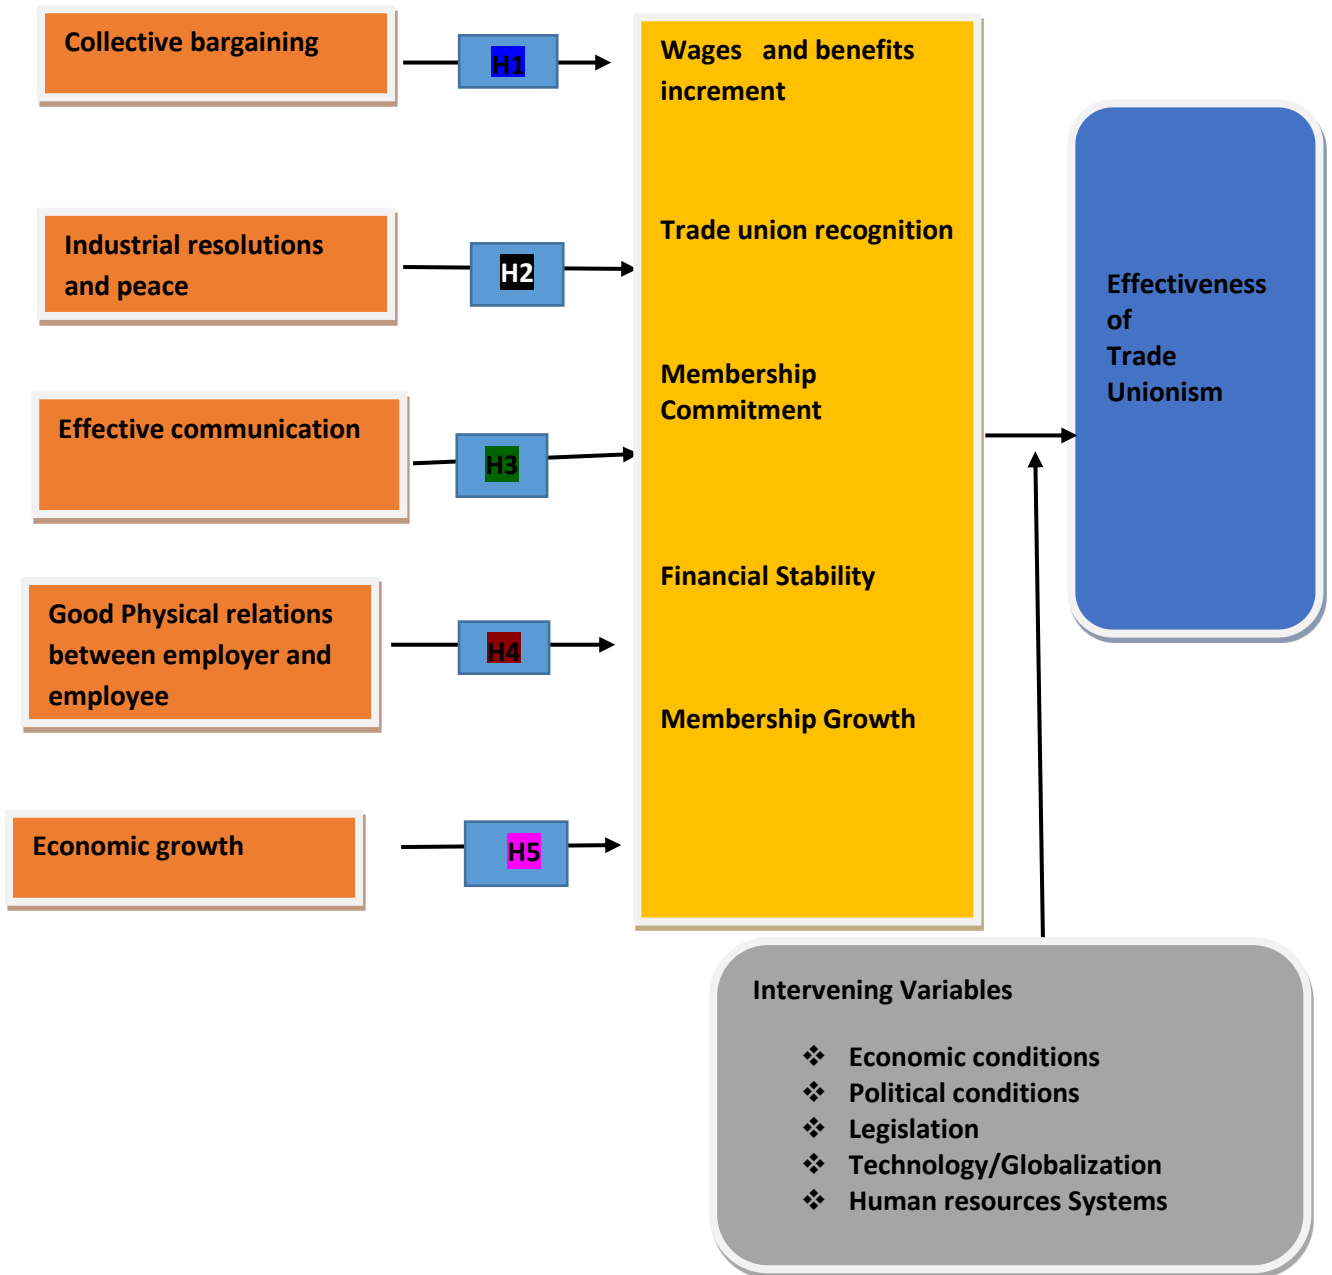 Collective bargaining
H1
Wages and benefits
increment
Industrial resolutions
and peace
H2
Trade union recognition
Effective communication
H3
Membership
Commitment
Good Physical relations
between employer and
employee
H4
Financial Stability
Membership Growth
Economic growth
H5
Effectiveness
of
Trade
Unionism
Intervening Variables
❖ Economic conditions
❖ Political conditions
❖ Legislation
❖ Technology/Globalization
❖ Human resources Systems